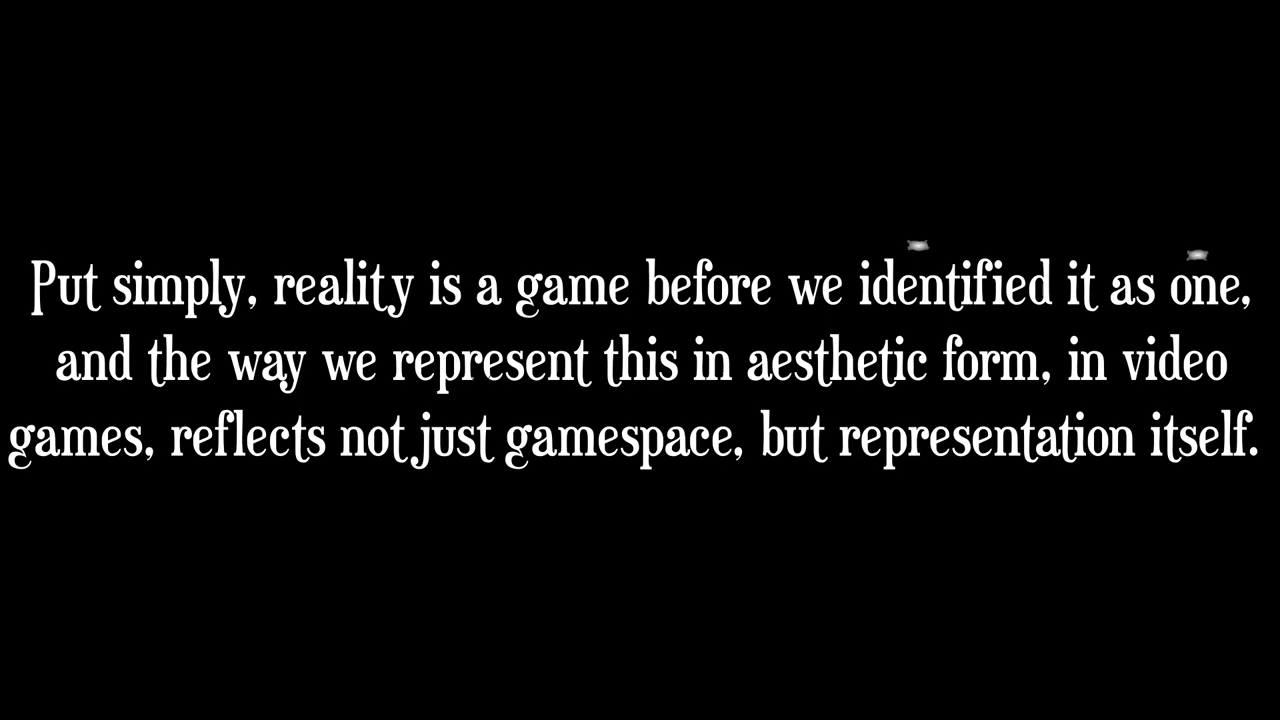 Put simply, reality is a game before we identified it as one,
and the way we represent this in aesthetic form, in video
games, reflects not just gamespace, but representation itself.